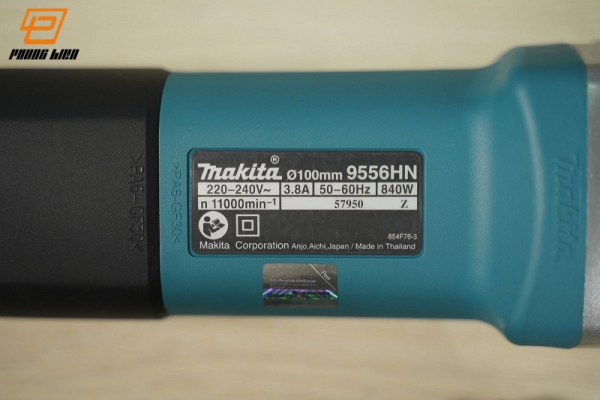 PHONG LIEN
makita® Ø100mm 9556HN
220–240V~ 3.8A 50–60Hz 840W
n 11000min⁻¹ 57950 Z
Makita Corporation Anjo,Aichi,Japan / Made in Thailand
854F76-3
>PA6-GF30<
>PA6-GF30<
makita